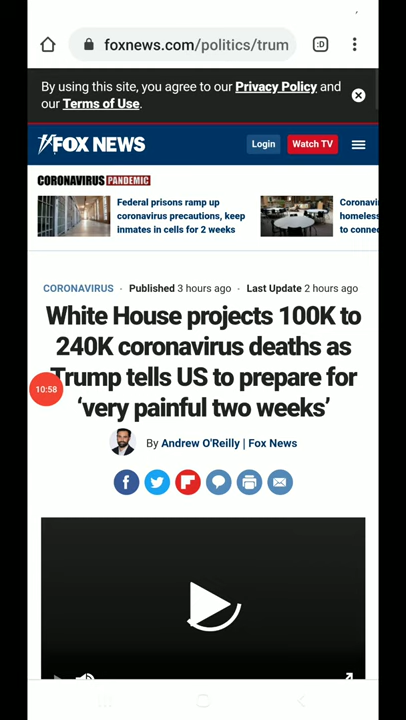 foxnews.com/politics/trum
:D
By using this site, you agree to our Privacy Policy and
our Terms of Use.
FOX NEWS
Login
Watch TV
CORONAVIRUS PANDEMIC
Federal prisons ramp up
coronavirus precautions, keep
inmates in cells for 2 weeks
Coronavi
homeless
to connec
CORONAVIRUS · Published 3 hours ago · Last Update 2 hours ago
White House projects 100K to
240K coronavirus deaths as
Trump tells US to prepare for
‘very painful two weeks’
10:58
By Andrew O'Reilly | Fox News